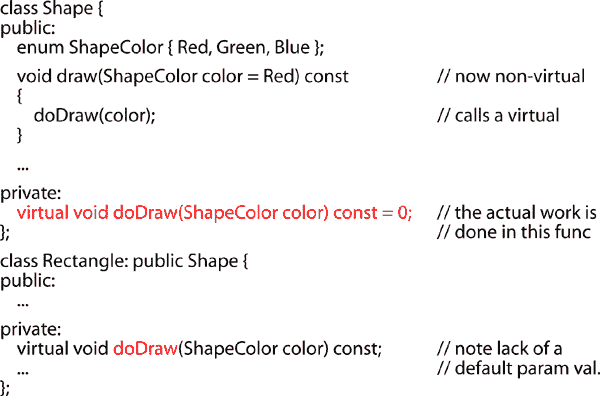 class Shape {
public:
enum ShapeColor { Red, Green, Blue };
void draw(ShapeColor color = Red) const // now non-virtual
{
doDraw(color); // calls a virtual
}
...
private:
virtual void doDraw(ShapeColor color) const = 0; // the actual work is
}; // done in this func
class Rectangle: public Shape {
public:
...
private:
virtual void doDraw(ShapeColor color) const; // note lack of a
... // default param val.
};